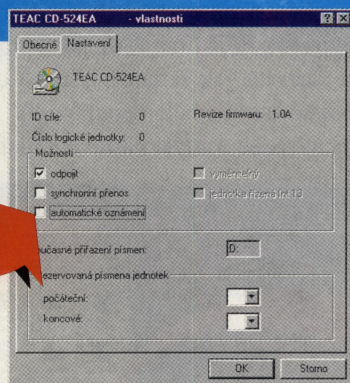 TEAC CD-524EA - vlastnosti
Obecné Nastavení
TEAC CD-524EA
ID cíle: 0 Revize firmwaru: 1.0A
Číslo logické jednotky: 0
Možnosti
odpojit
vyměnitelný
synchronní přenos
jednotka řízená Int 13
automatické oznámení
oučasné přiřazení písmen: D:
ezervovaná písmena jednotek
počáteční:
koncové:
OK Storno